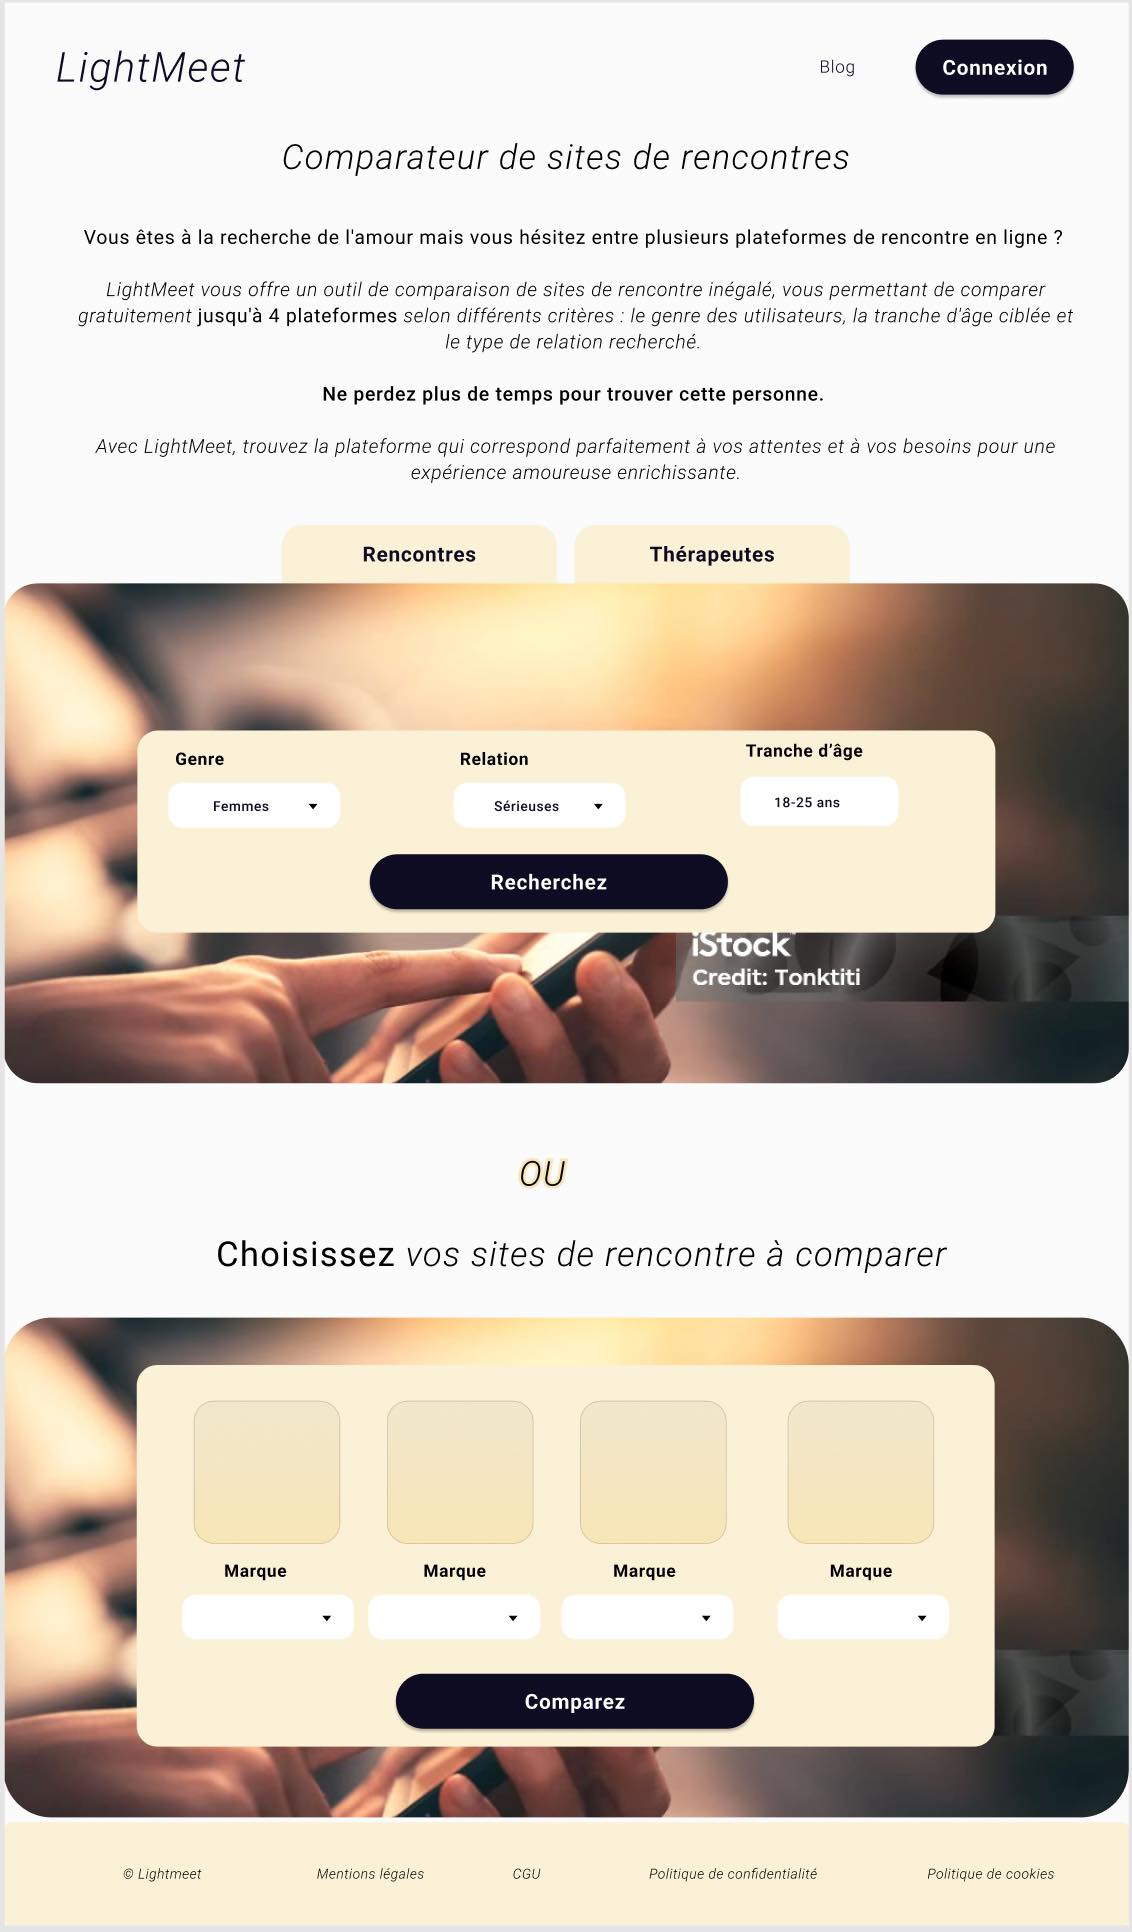 LightMeet
Blog
Connexion
Comparateur de sites de rencontres
Vous êtes à la recherche de l'amour mais vous hésitez entre plusieurs plateformes de rencontre en ligne ?
LightMeet vous offre un outil de comparaison de sites de rencontre inégalé, vous permettant de comparer
gratuitement jusqu'à 4 plateformes selon différents critères : le genre des utilisateurs, la tranche d'âge ciblée et
le type de relation recherché.
Ne perdez plus de temps pour trouver cette personne.
Avec LightMeet, trouvez la plateforme qui correspond parfaitement à vos attentes et à vos besoins pour une
expérience amoureuse enrichissante.
Rencontres
Thérapeutes
Genre
Relation
Tranche d’âge
Femmes
Sérieuses
18-25 ans
Recherchez
iStock
Credit: Tonktiti
OU
Choisissez vos sites de rencontre à comparer
Marque
Marque
Marque
Marque
Comparez
© Lightmeet
Mentions légales
CGU
Politique de confidentialité
Politique de cookies